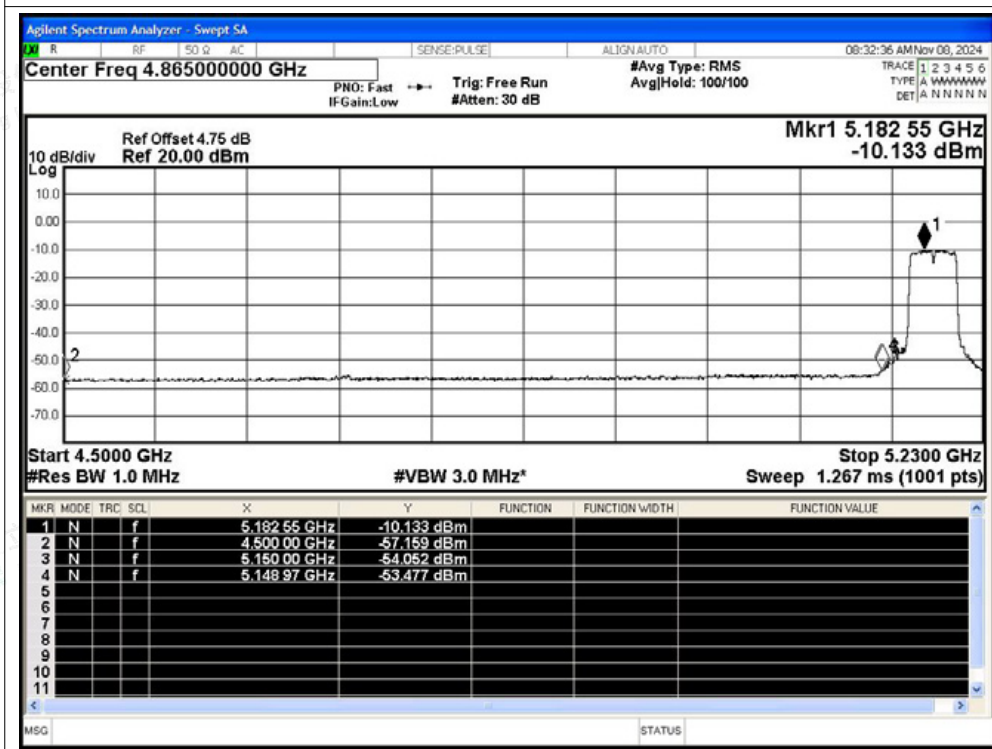 Agilent Spectrum Analyzer - Swept SA
LXI R RF 50 Ω AC SENSE:PULSE ALIGN AUTO 08:32:36 AM Nov 08, 2024
Center Freq 4.865000000 GHz
PNO: Fast
IFGain:Low
Trig: Free Run
#Atten: 30 dB
#Avg Type: RMS
Avg|Hold: 100/100
TRACE 1 2 3 4 5 6
TYPE A WWWWW
DET A N N N N N
Ref Offset 4.75 dB
Ref 20.00 dBm
10 dB/div
Log
Mkr1 5.182 55 GHz
-10.133 dBm
10.0
0.00
-10.0
-20.0
-30.0
-40.0
-50.0
-60.0
-70.0
1
2
4
Start 4.5000 GHz
Stop 5.2300 GHz
#Res BW 1.0 MHz #VBW 3.0 MHz* Sweep 1.267 ms (1001 pts)
MKR MODE TRC SCL X Y FUNCTION FUNCTION WIDTH FUNCTION VALUE
1 N f 5.182 55 GHz -10.133 dBm
2 N f 4.500 00 GHz -57.159 dBm
3 N f 5.150 00 GHz -54.052 dBm
4 N f 5.148 97 GHz -53.477 dBm
5
6
7
8
9
10
11
MSG STATUS